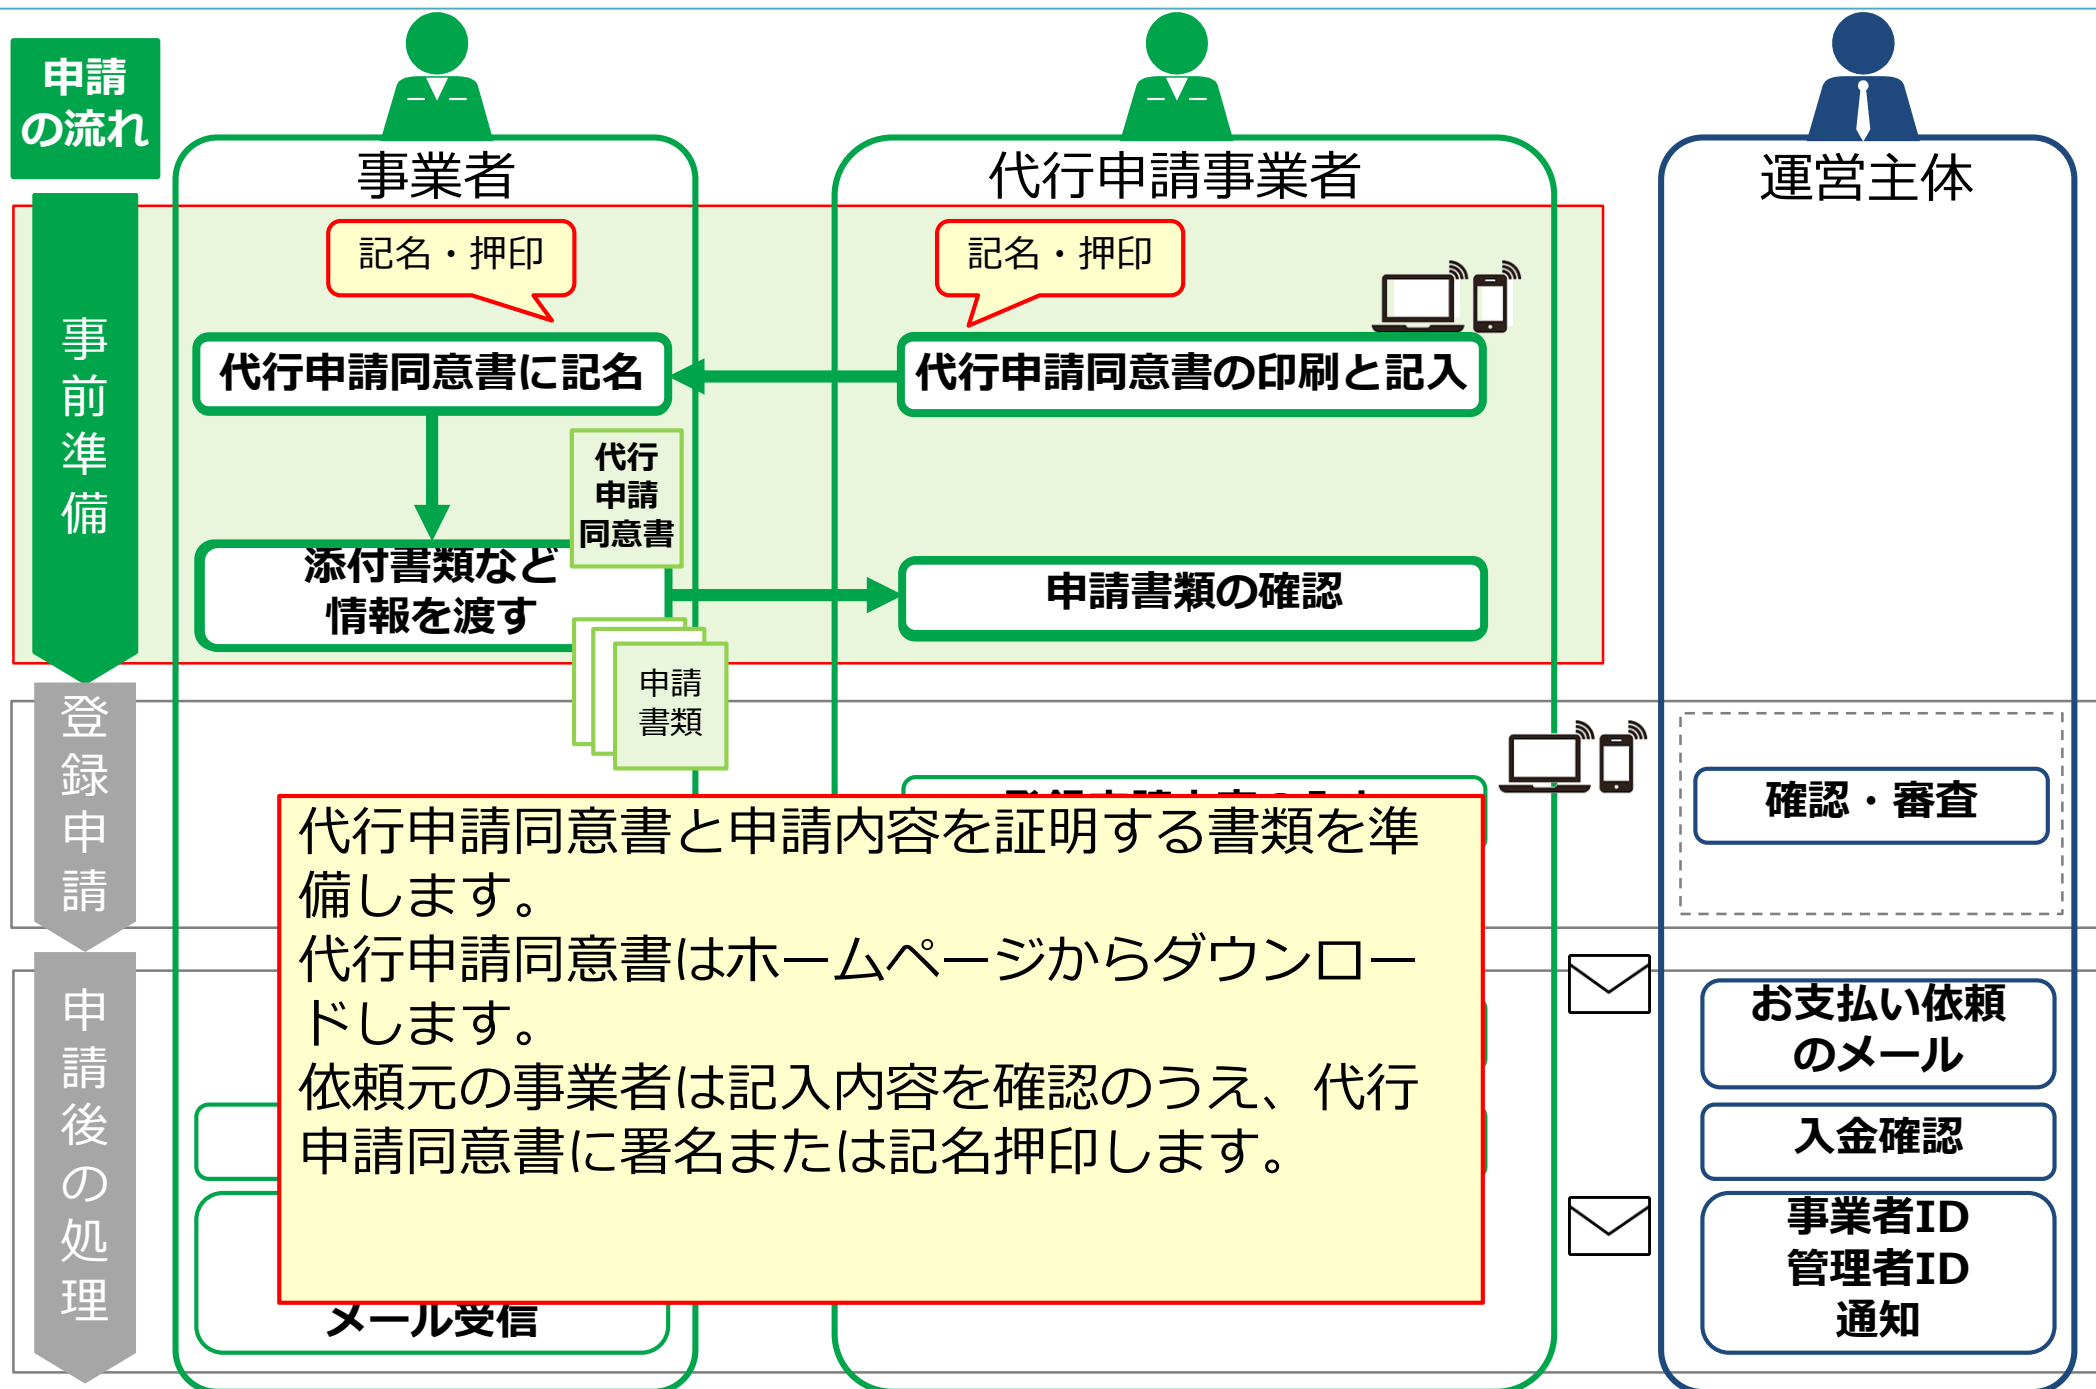 申請
の流れ
事業者
代行申請事業者
運営主体
事前準備
記名・押印
記名・押印
代行申請同意書に記名
代行申請同意書の印刷と記入
代行
申請
同意書
添付書類など
情報を渡す
申請書類の確認
申請
書類
登録申請
確認・審査
代行申請同意書と申請内容を証明する書類を準
備します。
代行申請同意書はホームページからダウンロー
ドします。
依頼元の事業者は記入内容を確認のうえ、代行
申請同意書に署名または記名押印します。
申請後の処理
お支払い依頼
のメール
入金確認
事業者ID
管理者ID
通知
メール受信